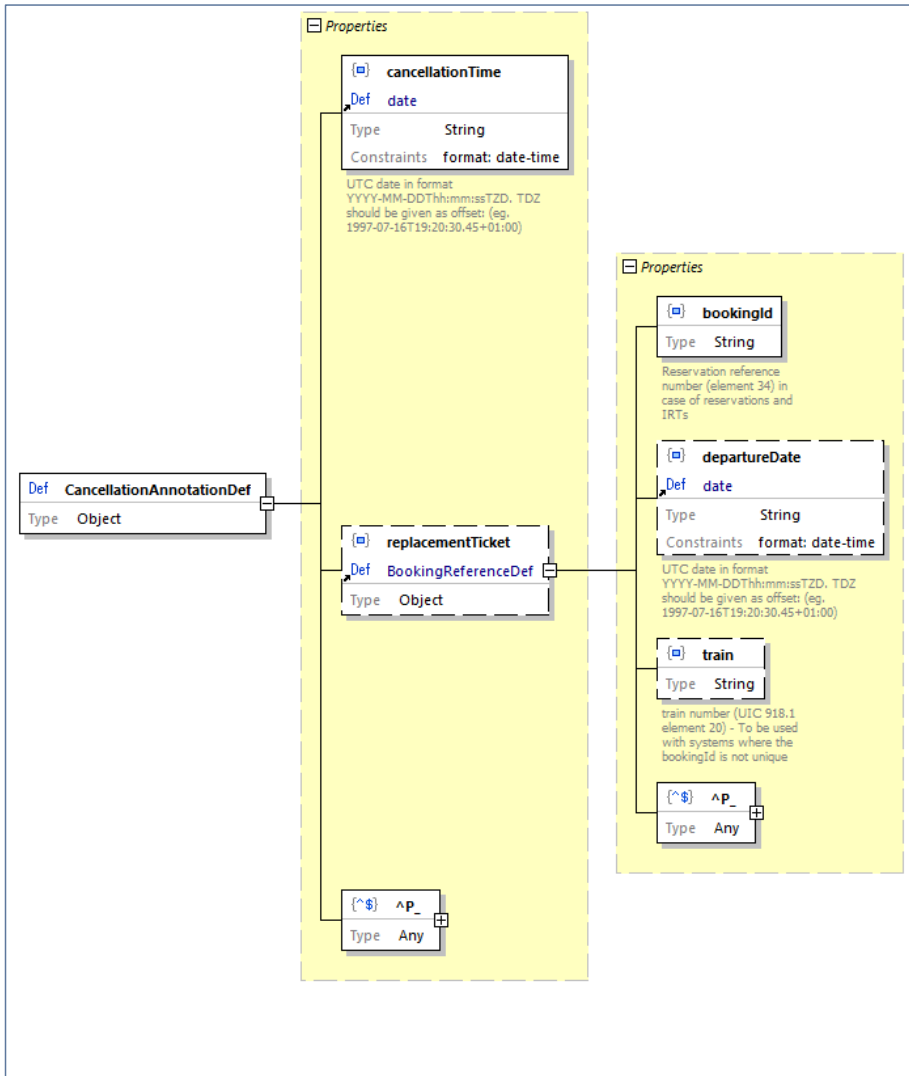 Properties
{} cancellationTime
Def date
Type String
Constraints format: date-time
UTC date in format
YYYY-MM-DDThh:mm:ssTZD. TDZ
should be given as offset: (eg.
1997-07-16T19:20:30.45+01:00)
Properties
{} bookingId
Type String
Reservation reference
number (element 34) in
case of reservations and
IRTs
{} departureDate
Def date
Type String
Constraints format: date-time
UTC date in format
YYYY-MM-DDThh:mm:ssTZD. TDZ
should be given as offset: (eg.
1997-07-16T19:20:30.45+01:00)
Def CancellationAnnotationDef
Type Object
{} replacementTicket
Def BookingReferenceDef
Type Object
{} train
Type String
train number (UIC 918.1
element 20) - To be used
with systems where the
bookingId is not unique
{^$} ^P_
Type Any
{^$} ^P_
Type Any